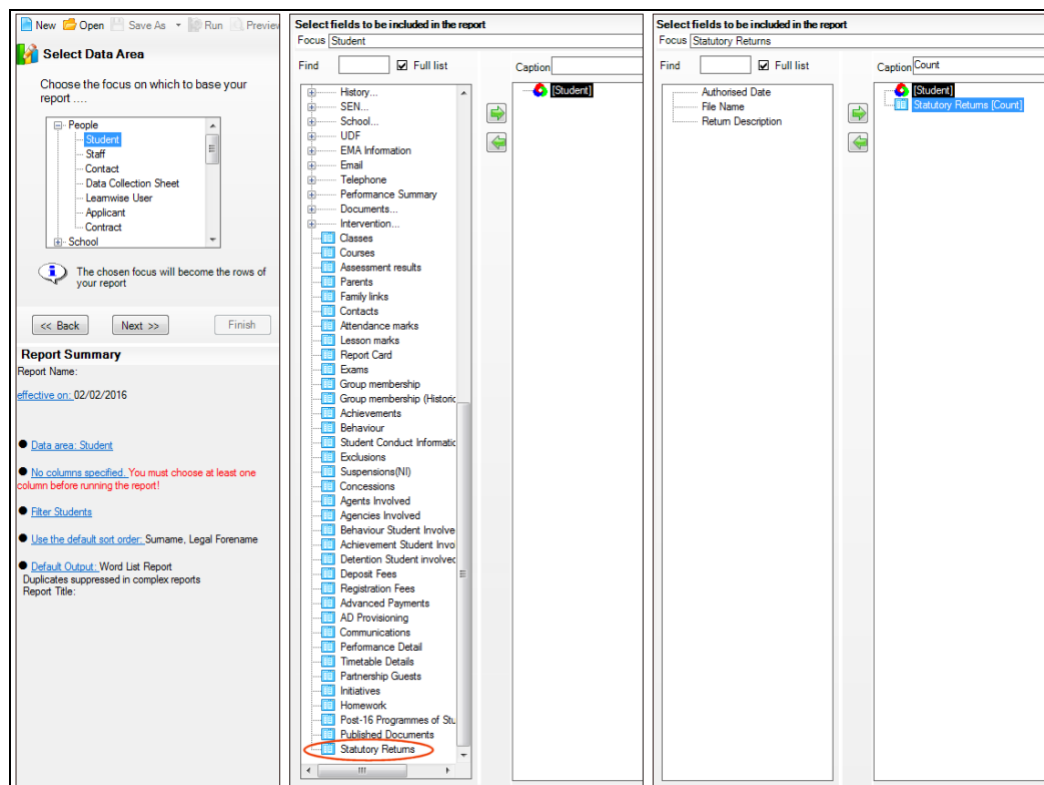 New Open Save As Run Preview
Select Data Area
Choose the focus on which to base your
report ....
People
Student
Staff
Contact
Data Collection Sheet
Learnwise User
Applicant
Contract
School
The chosen focus will become the rows of
your report
<< Back Next >> Finish
Report Summary
Report Name:
effective on: 02/02/2016
Data area: Student
No columns specified. You must choose at least one
column before running the report!
Filter Students
Use the default sort order: Surname, Legal Forename
Default Output: Word List Report
Duplicates suppressed in complex reports
Report Title:
Select fields to be included in the report
Focus Student
Find Full list Caption
[Student]
History...
SEN...
School...
UDF
EMA Information
Email
Telephone
Performance Summary
Documents...
Intervention...
Classes
Courses
Assessment results
Parents
Family links
Contacts
Attendance marks
Lesson marks
Report Card
Exams
Group membership
Group membership (Historic
Achievements
Behaviour
Student Conduct Informatic
Exclusions
Suspensions(NI)
Concessions
Agents Involved
Agencies Involved
Behaviour Student Involve
Achievement Student Invo
Detention Student involved
Deposit Fees
Registration Fees
Advanced Payments
AD Provisioning
Communications
Performance Detail
Timetable Details
Partnership Guests
Initiatives
Homework
Post-16 Programmes of Stu
Published Documents
Statutory Returns
Select fields to be included in the report
Focus Statutory Returns
Find Full list Caption Count
Authorised Date
File Name
Return Description
[Student]
Statutory Returns [Count]